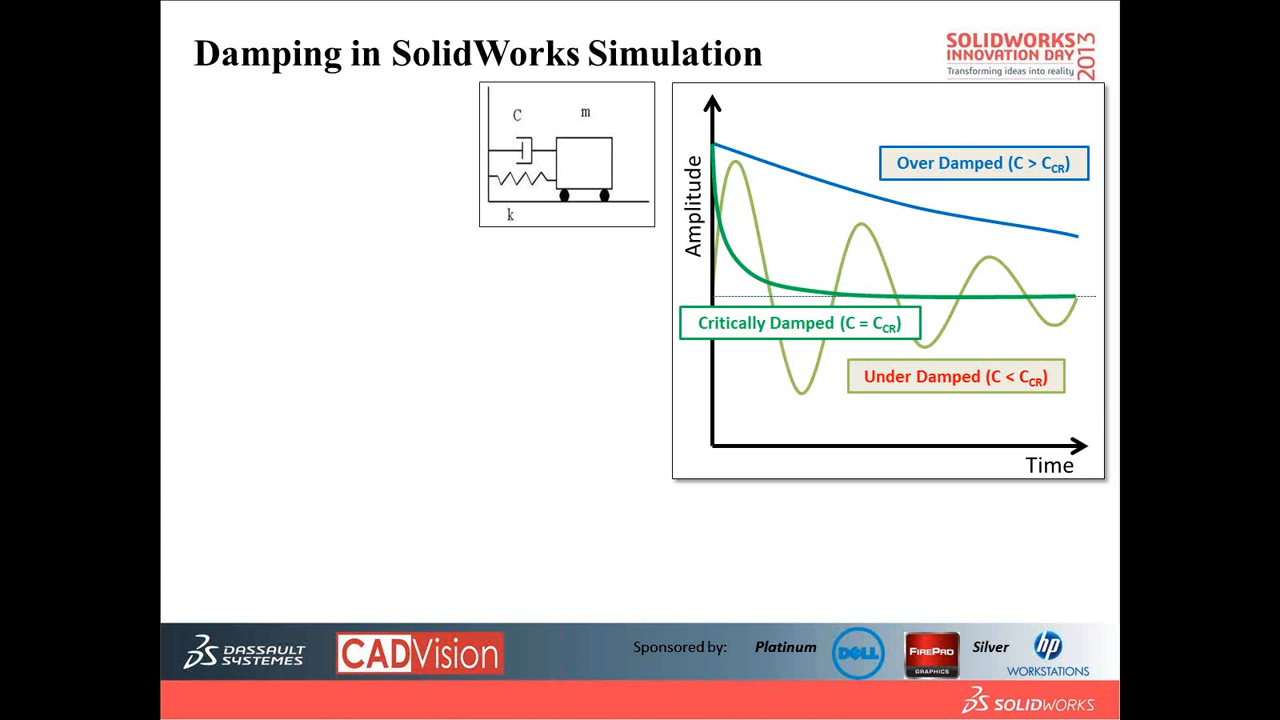 Damping in SolidWorks Simulation
SOLIDWORKS
INNOVATION DAY
2013
Transforming ideas into reality
C
m
k
Amplitude
Over Damped (C > CCR)
Critically Damped (C = CCR)
Under Damped (C < CCR)
Time
DASSAULT
SYSTEMES
CADVision
Sponsored by:
Platinum
DELL
FIREPRO
GRAPHICS
Silver
hp
WORKSTATIONS
SOLIDWORKS